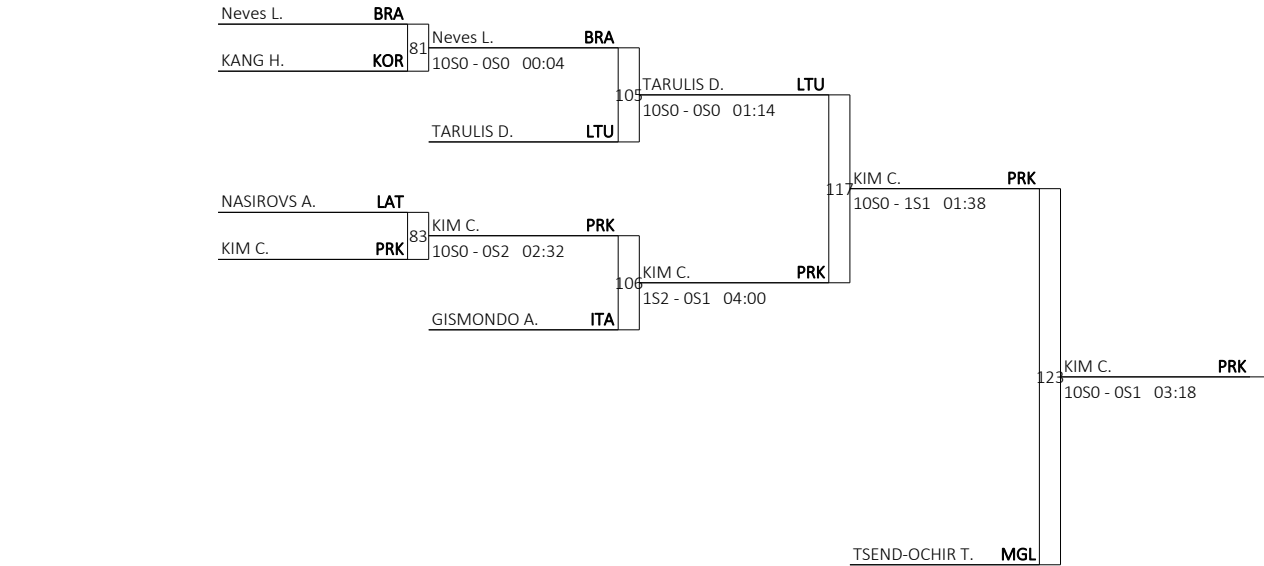 Neves L. BRA
81
KANG H. KOR
Neves L. BRA
10S0 - 0S0 00:04
105
TARULIS D. LTU
TARULIS D. LTU
10S0 - 0S0 01:14
117
NASIROVS A. LAT
83
KIM C. PRK
KIM C. PRK
10S0 - 0S2 02:32
106
GISMONDO A. ITA
KIM C. PRK
1S2 - 0S1 04:00
KIM C. PRK
10S0 - 1S1 01:38
123
TSEND-OCHIR T. MGL
KIM C. PRK
10S0 - 0S1 03:18